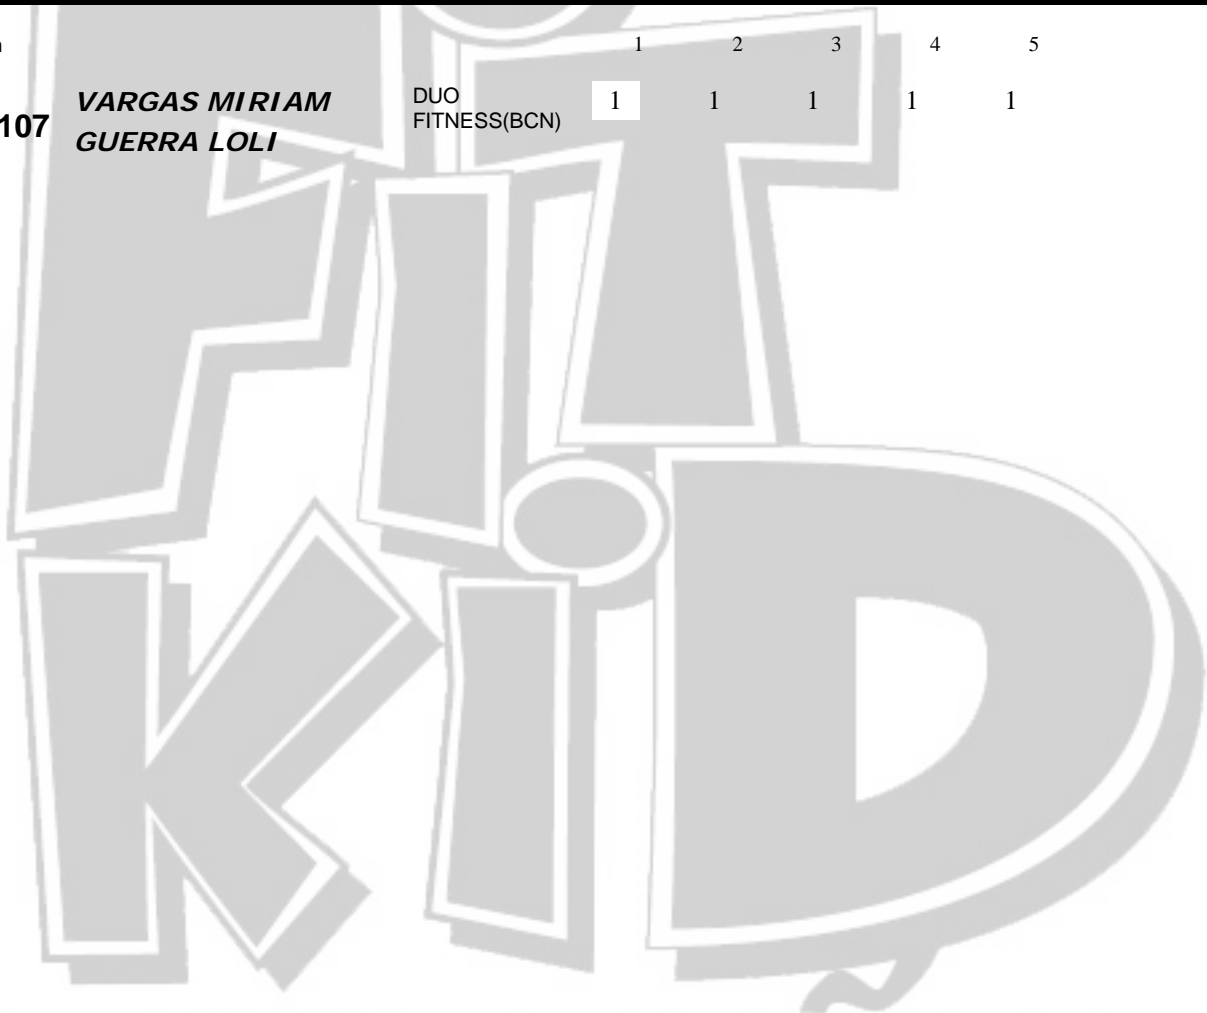 1 2 3 4 5
107 VARGAS MIRIAM GUERRA LOLI DUO FITNESS(BCN) 1 1 1 1 1
FIT
KID